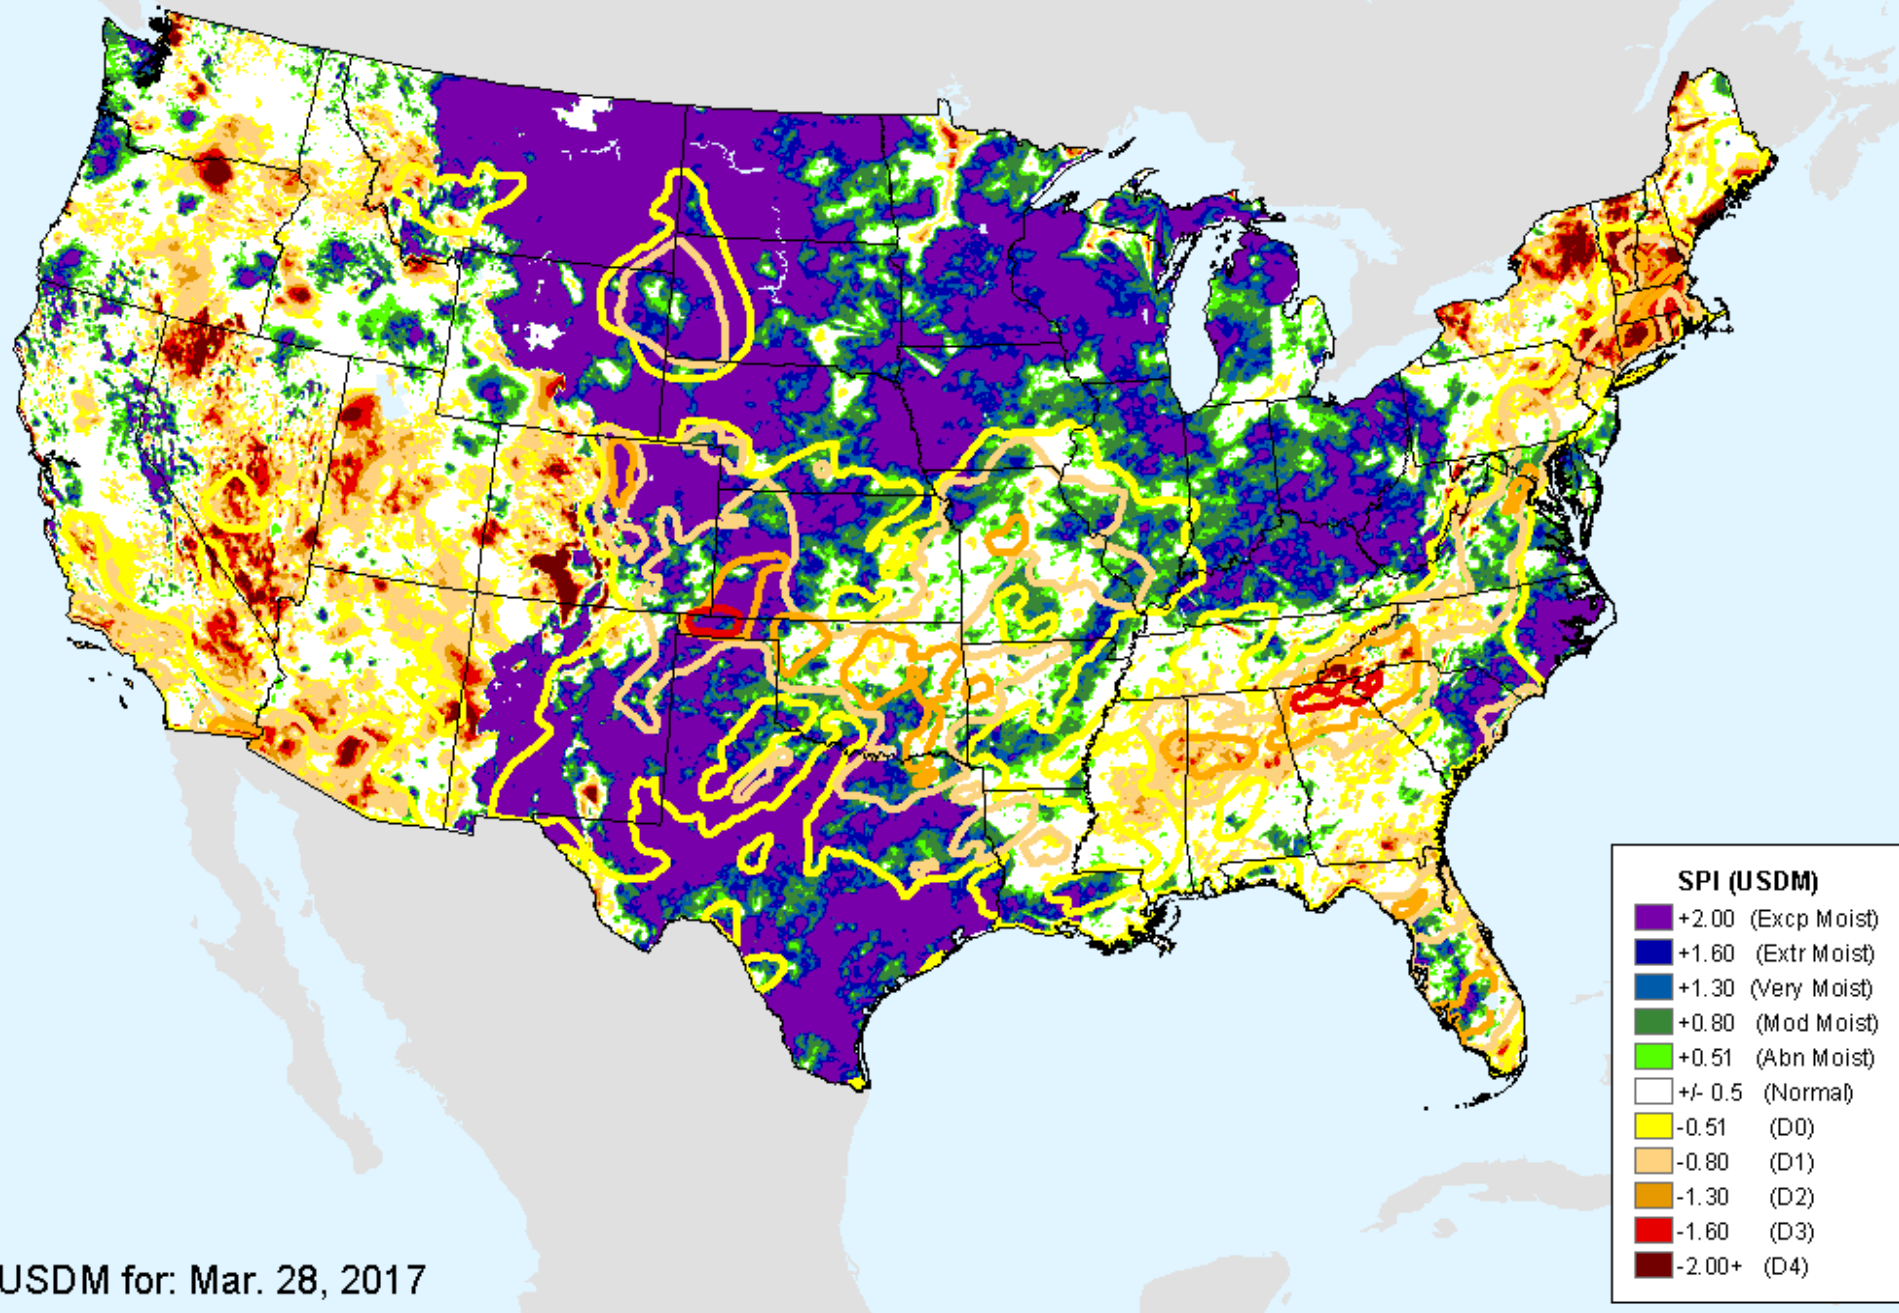 SPI (USDM)
+2.00 (Excp Moist)
+1.60 (Extr Moist)
+1.30 (Very Moist)
+0.80 (Mod Moist)
+0.51 (Abn Moist)
+/- 0.5 (Normal)
-0.51 (D0)
-0.80 (D1)
-1.30 (D2)
-1.60 (D3)
-2.00+ (D4)
USDM for: Mar. 28, 2017